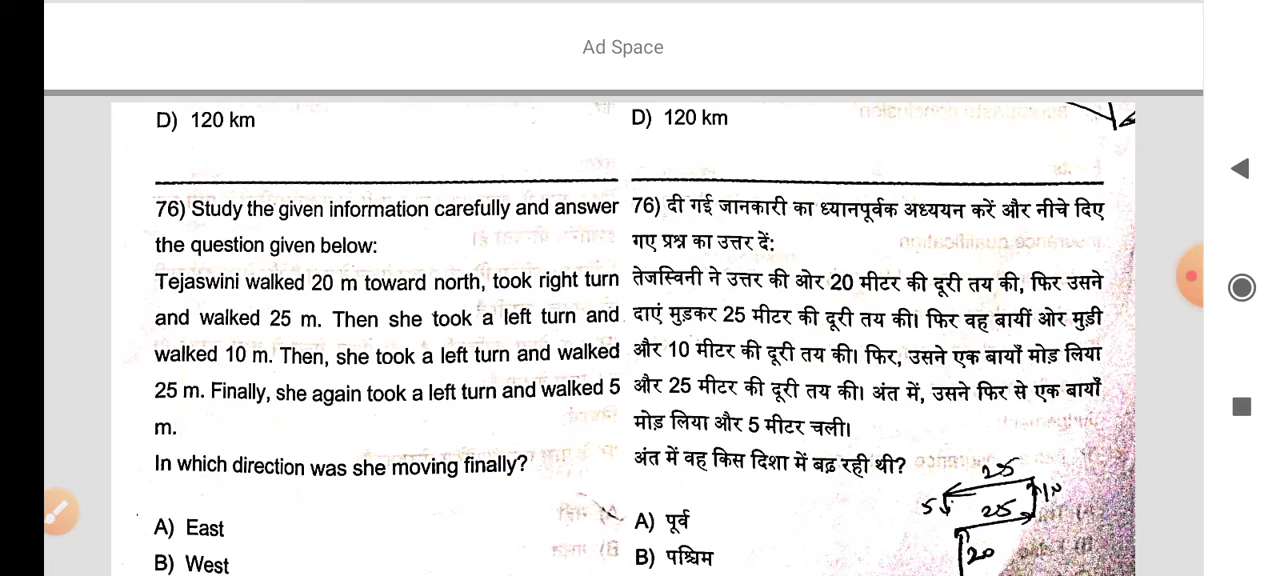 Ad Space
D) 120 km
76) Study the given information carefully and answer
the question given below:
Tejaswini walked 20 m toward north, took right turn
and walked 25 m. Then she took a left turn and
walked 10 m. Then, she took a left turn and walked
25 m. Finally, she again took a left turn and walked 5
m.
In which direction was she moving finally?
A) East
B) West
D) 120 km
76) दी गई जानकारी का ध्यानपूर्वक अध्ययन करें और नीचे दिए
गए प्रश्न का उत्तर दें:
तेजस्विनी ने उत्तर की ओर 20 मीटर की दूरी तय की, फिर उसने
दाएं मुड़कर 25 मीटर की दूरी तय की। फिर वह बायीं ओर मुड़ी
और 10 मीटर की दूरी तय की। फिर, उसने एक बायाँ मोड़ लिया
और 25 मीटर की दूरी तय की। अंत में, उसने फिर से एक बायाँ
मोड़ लिया और 5 मीटर चली।
अंत में वह किस दिशा में बढ़ रही थी?
A) पूर्व
B) पश्चिम
25
5
25
20